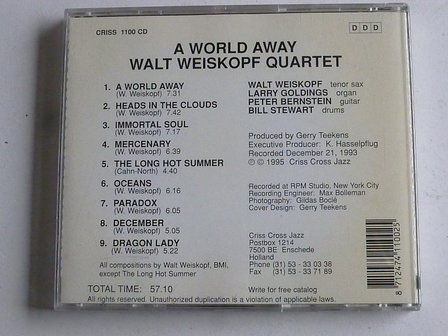 CRISS 1100 CD
D D D
A WORLD AWAY
WALT WEISKOPF QUARTET
1. A WORLD AWAY
(W. Weiskopf) 7.31
2. HEADS IN THE CLOUDS
(W. Weiskopf) 7.42
3. IMMORTAL SOUL
(W. Weiskopf) 7.17
4. MERCENARY
(W. Weiskopf) 6.39
5. THE LONG HOT SUMMER
(Cahn-North) 4.40
6. OCEANS
(W. Weiskopf) 6.16
7. PARADOX
(W. Weiskopf) 6.05
8. DECEMBER
(W. Weiskopf) 5.05
9. DRAGON LADY
(W. Weiskopf) 5.22
All compositions by Walt Weiskopf, BMI,
except The Long Hot Summer
TOTAL TIME: 57.10
WALT WEISKOPF tenor sax
LARRY GOLDINGS organ
PETER BERNSTEIN guitar
BILL STEWART drums
Produced by Gerry Teekens
Executive Producer: K. Hasselpflug
Recorded December 21, 1993
℗ © 1995 Criss Cross Jazz
Recorded at RPM Studio, New York City
Recording Engineer: Max Bolleman
Photography: Gildas Boclé
Cover Design: Gerry Teekens
Criss Cross Jazz
Postbox 1214
7500 BE Enschede
Holland
Phone (31) 53 - 33 03 38
Fax (31) 53 - 33 71 89
Write for free catalog
8 712474 110025
All rights reserved. Unauthorized duplication is a violation of applicable laws.